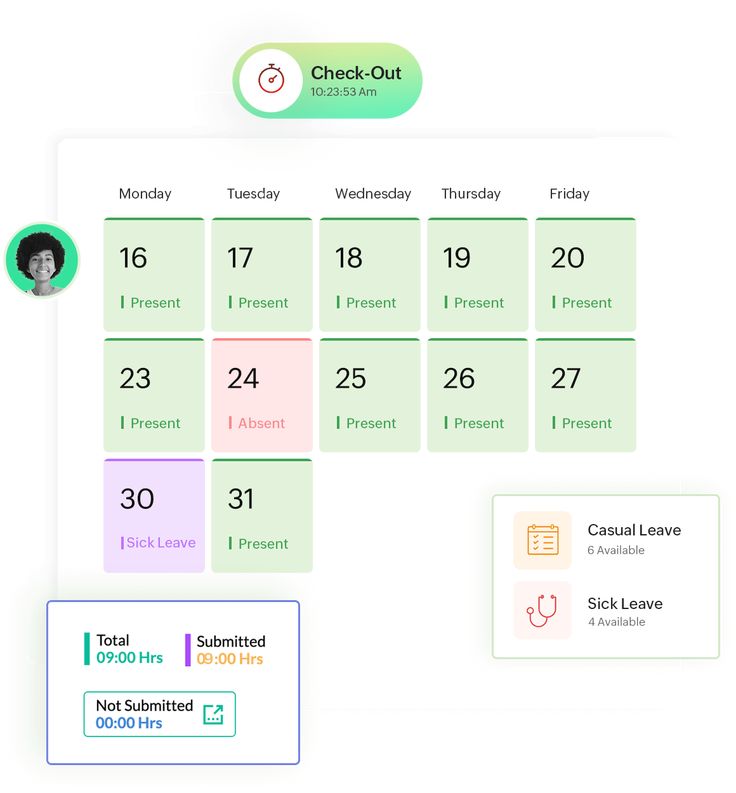 Check-Out
10:23:53 Am
Monday Tuesday Wednesday Thursday Friday
16 17 18 19 20
Present Present Present Present Present
23 24 25 26 27
Present Absent Present Present Present
30 31
Sick Leave Present
Casual Leave
6 Available
Sick Leave
4 Available
Total Submitted
09:00 Hrs 09:00 Hrs
Not Submitted
00:00 Hrs